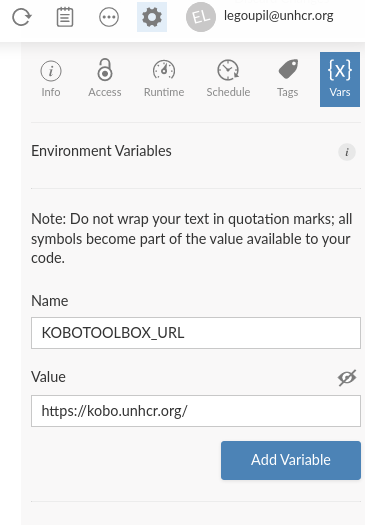 EL legoupil@unhcr.org
i {x}
Info Access Runtime Schedule Tags Vars
Environment Variables i
Note: Do not wrap your text in quotation marks; all
symbols become part of the value available to your
code.
Name
KOBOTOOLBOX_URL
Value
https://kobo.unhcr.org/
Add Variable